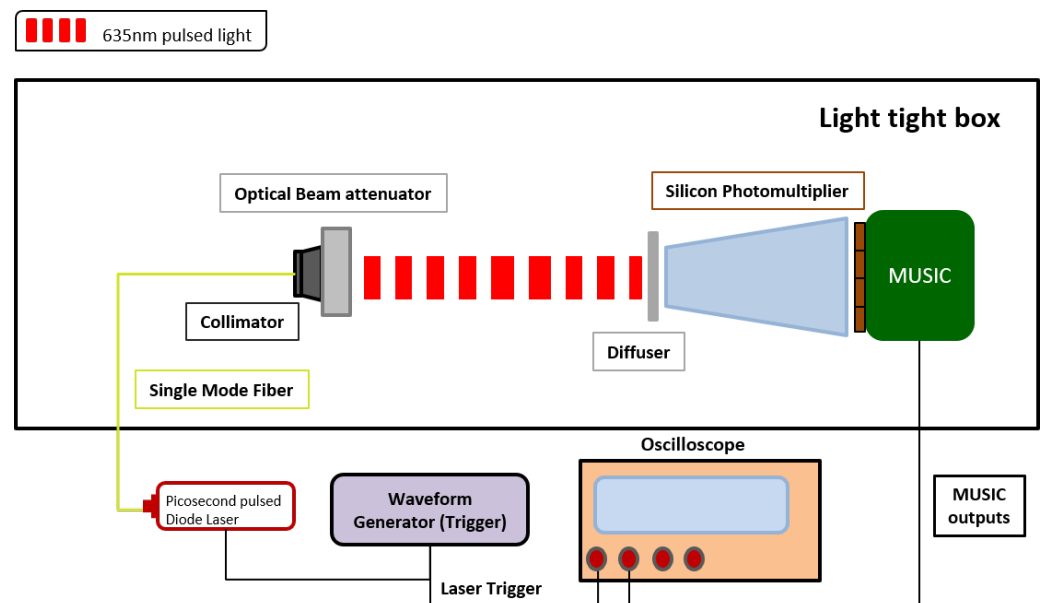 635nm pulsed light
Light tight box
Optical Beam attenuator
Silicon Photomultiplier
MUSIC
Collimator
Diffuser
Single Mode Fiber
Oscilloscope
Picosecond pulsed
Diode Laser
Waveform
Generator (Trigger)
MUSIC
outputs
Laser Trigger